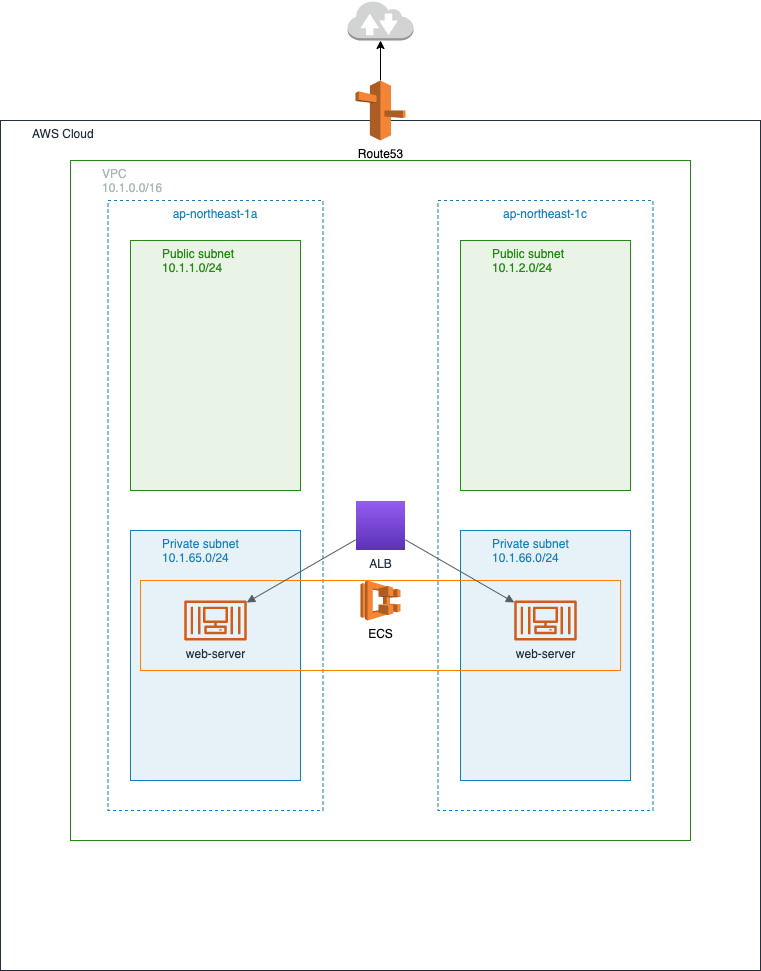 AWS Cloud
Route53
VPC
10.1.0.0/16
ap-northeast-1a
ap-northeast-1c
Public subnet
10.1.1.0/24
Public subnet
10.1.2.0/24
Private subnet
10.1.65.0/24
ALB
Private subnet
10.1.66.0/24
web-server
ECS
web-server